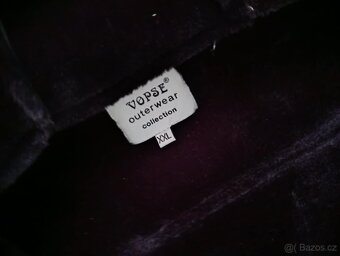 VOPSE®
outerwear
collection
XXL
@( Bazos.cz